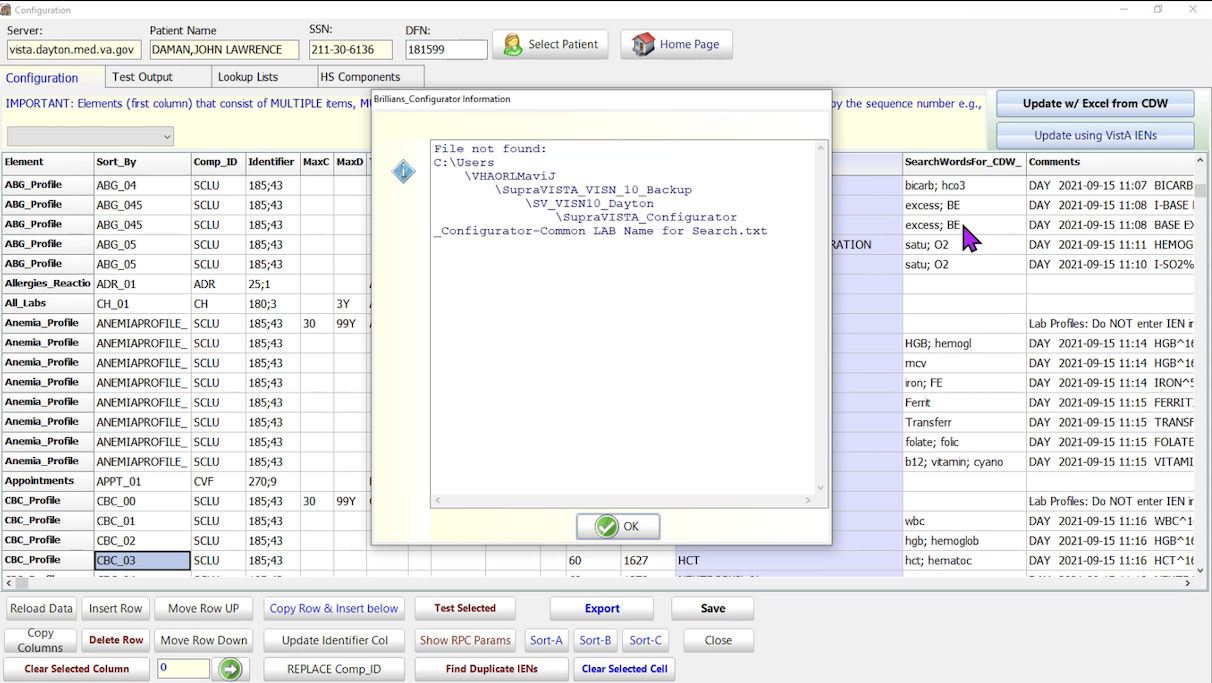 Configuration
Server:
Patient Name
SSN:
DFN:
vista.dayton.med.va.gov
DAMAN,JOHN LAWRENCE
211-30-6136
181599
Select Patient
Home Page
Configuration
Test Output
Lookup Lists
HS Components
IMPORTANT: Elements (first column) that consist of MULTIPLE items,
by the sequence number e.g.,
Update w/ Excel from CDW
Update using VistA IENs
Element Sort_By Comp_ID Identifier MaxC MaxD SearchWordsFor_CDW_ Comments
ABG_Profile ABG_04 SCLU 185;43 bicarb; hco3 DAY 2021-09-15 11:07 BICARB
ABG_Profile ABG_045 SCLU 185;43 excess; BE DAY 2021-09-15 11:08 I-BASE
ABG_Profile ABG_045 SCLU 185;43 excess; BE DAY 2021-09-15 11:08 BASE EX
ABG_Profile ABG_05 SCLU 185;43 RATION satu; O2 DAY 2021-09-15 11:11 HEMOG
ABG_Profile ABG_05 SCLU 185;43 satu; O2 DAY 2021-09-15 11:10 I-SO2%
Allergies_Reactio ADR_01 ADR 25;1
All_Labs CH_01 CH 180;3 3Y
Anemia_Profile ANEMIAPROFILE_ SCLU 185;43 30 99Y Lab Profiles: Do NOT enter IEN in
Anemia_Profile ANEMIAPROFILE_ SCLU 185;43 HGB; hemogl DAY 2021-09-15 11:14 HGB^16
Anemia_Profile ANEMIAPROFILE_ SCLU 185;43 mcv DAY 2021-09-15 11:14 HGB^16
Anemia_Profile ANEMIAPROFILE_ SCLU 185;43 iron; FE DAY 2021-09-15 11:14 IRON^5
Anemia_Profile ANEMIAPROFILE_ SCLU 185;43 Ferrit DAY 2021-09-15 11:15 FERRIT
Anemia_Profile ANEMIAPROFILE_ SCLU 185;43 Transferr DAY 2021-09-15 11:15 TRANSF
Anemia_Profile ANEMIAPROFILE_ SCLU 185;43 folate; folic DAY 2021-09-15 11:15 FOLATE
Anemia_Profile ANEMIAPROFILE_ SCLU 185;43 b12; vitamin; cyano DAY 2021-09-15 11:15 VITAMI
Appointments APPT_01 CVF 270;9
CBC_Profile CBC_00 SCLU 185;43 30 99Y Lab Profiles: Do NOT enter IEN in
CBC_Profile CBC_01 SCLU 185;43 wbc DAY 2021-09-15 11:16 WBC^1
CBC_Profile CBC_02 SCLU 185;43 hgb; hemoglob DAY 2021-09-15 11:16 HGB^16
CBC_Profile CBC_03 SCLU 185;43 60 1627 HCT hct; hematoc DAY 2021-09-15 11:16 HCT^16
Brillians_Configurator Information
File not found:
C:\Users
\VHAORLMaviJ
\SupraVISTA_VISN_10_Backup
\SV_VISN10_Dayton
\SupraVISTA_Configurator
_Configurator-Common LAB Name for Search.txt
OK
Reload Data
Insert Row
Move Row UP
Copy Row & Insert below
Test Selected
Export
Save
Copy
Columns
Delete Row
Move Row Down
Update Identifier Col
Show RPC Params
Sort-A
Sort-B
Sort-C
Close
Clear Selected Column
0
REPLACE Comp_ID
Find Duplicate IENs
Clear Selected Cell